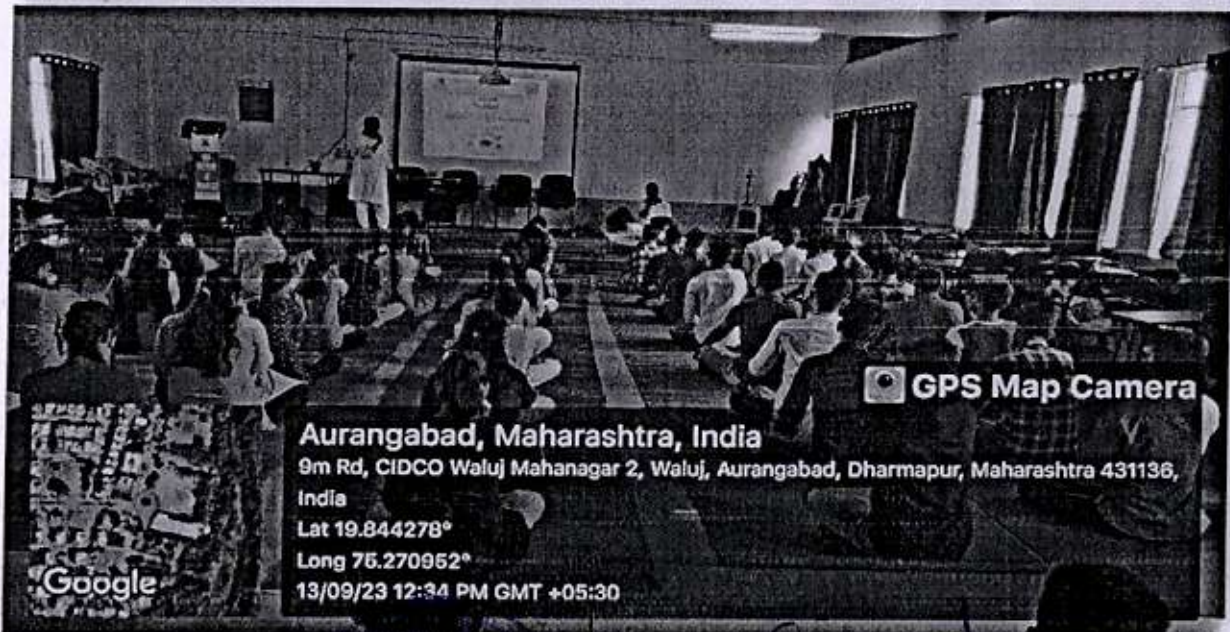 GPS Map Camera
Aurangabad, Maharashtra, India
9m Rd, CIDCO Waluj Mahanagar 2, Waluj, Aurangabad, Dharmapur, Maharashtra 431136,
India
Lat 19.844278°
Long 75.270952°
13/09/23 12:34 PM GMT +05:30
Google